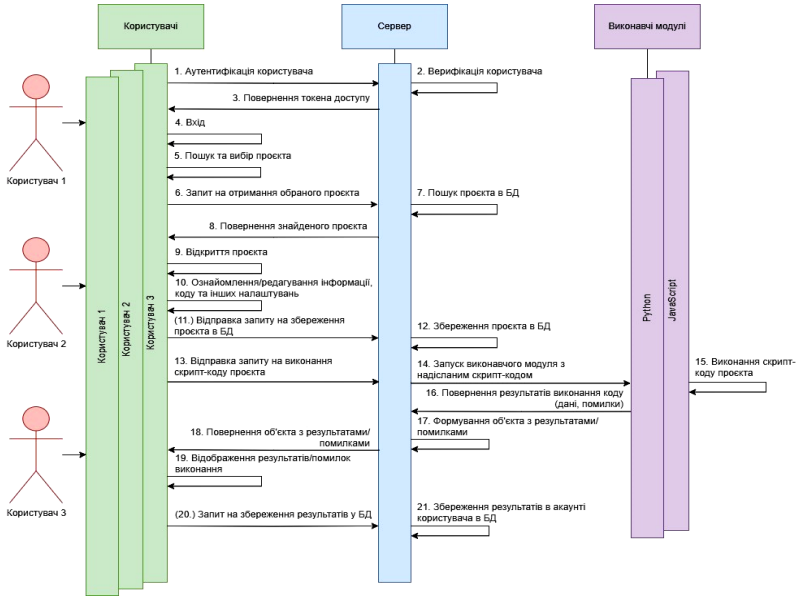 Користувачі
Сервер
Виконавчі модулі
1. Аутентифікація користувача
2. Верифікація користувача
3. Повернення токена доступу
4. Вхід
5. Пошук та вибір проєкта
6. Запит на отримання обраного проєкта
7. Пошук проєкта в БД
8. Повернення знайденого проєкта
9. Відкриття проєкта
10. Ознайомлення/редагування інформації,
коду та інших налаштувань
(11.) Відправка запиту на збереження
проєкта в БД
12. Збереження проєкта в БД
13. Відправка запиту на виконання
скрипт-коду проєкта
14. Запуск виконавчого модуля з
надісланим скрипт-кодом
15. Виконання скрипт-
коду проєкта
16. Повернення результатів виконання коду
(дані, помилки)
17. Формування об'єкта з результатами/
помилками
18. Повернення об'єкта з результатами/
помилками
19. Відображення результатів/помилок
виконання
(20.) Запит на збереження результатів у БД
21. Збереження результатів в акаунті
користувача в БД
Користувач 1
Користувач 2
Користувач 3
Користувач 1
Користувач 2
Користувач 3
Python
JavaScript